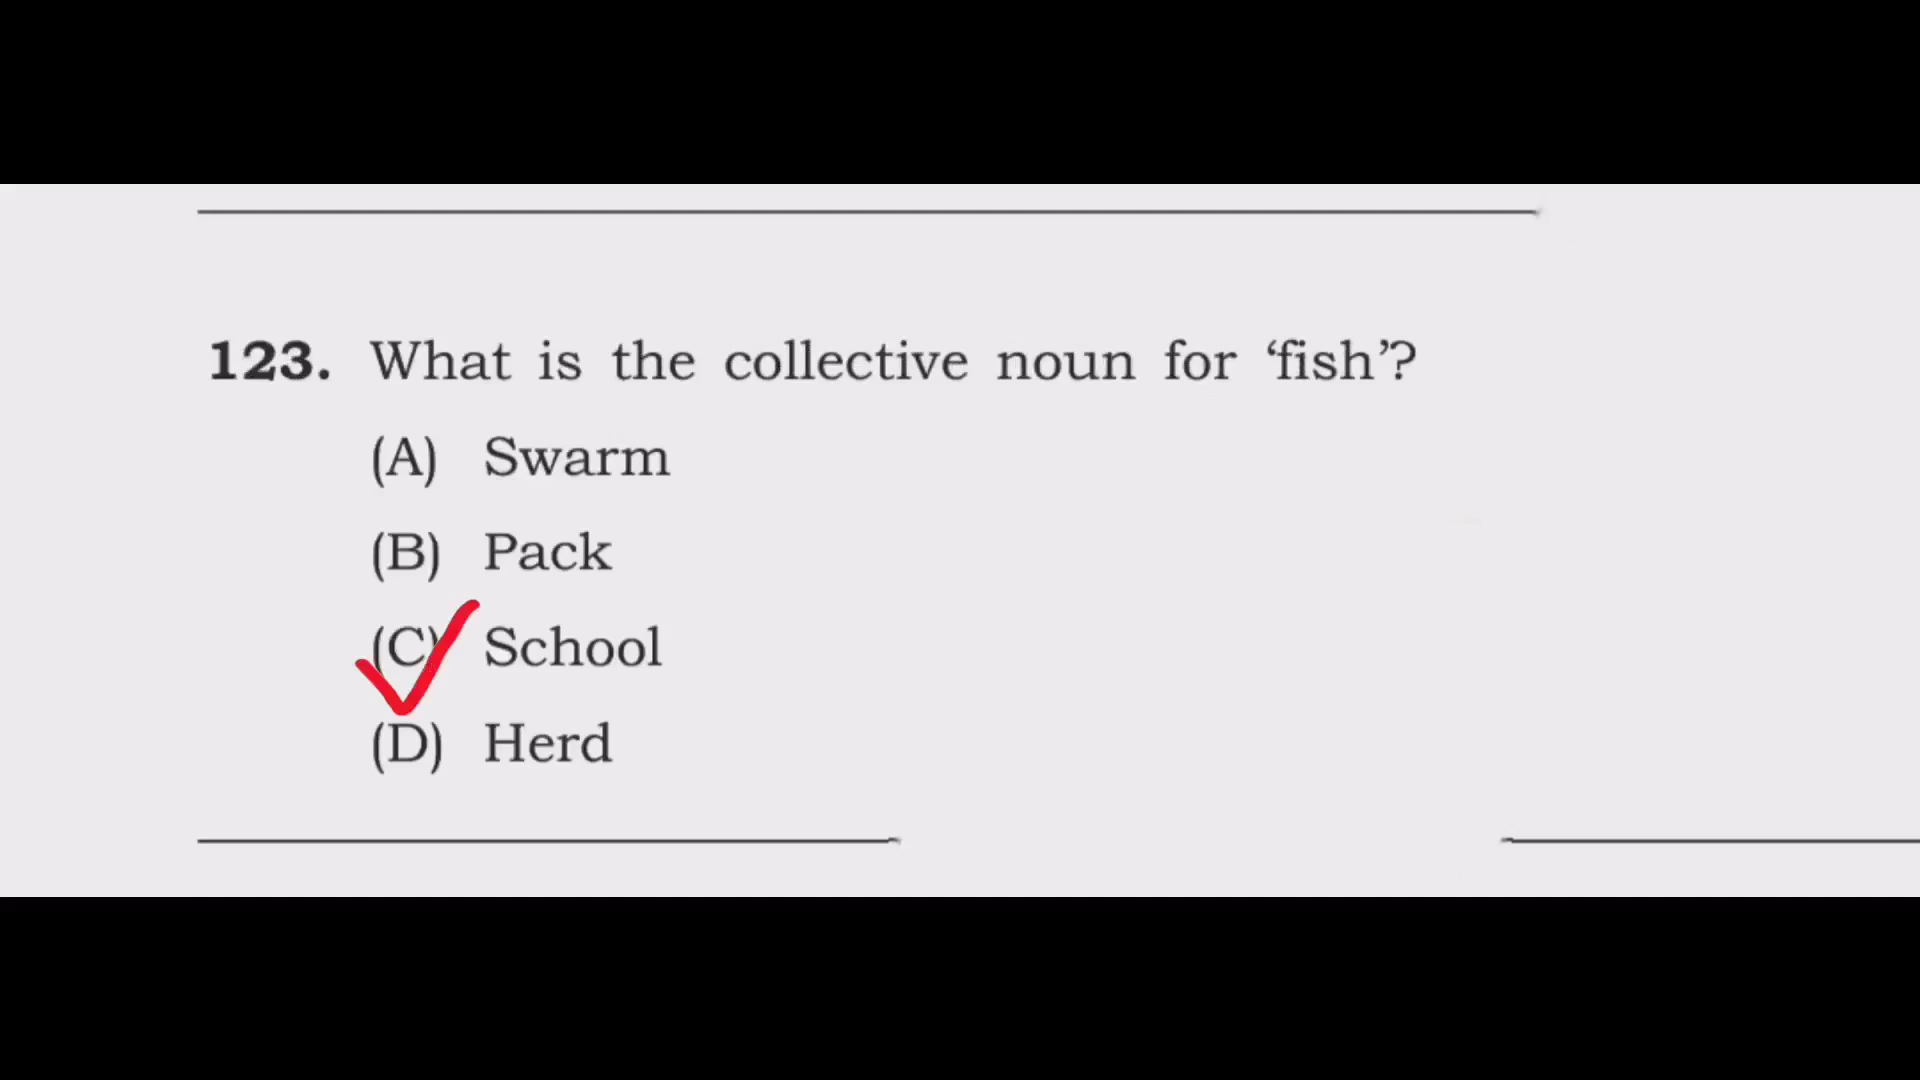 123. What is the collective noun for ‘fish’?
(A) Swarm
(B) Pack
(C) School
(D) Herd